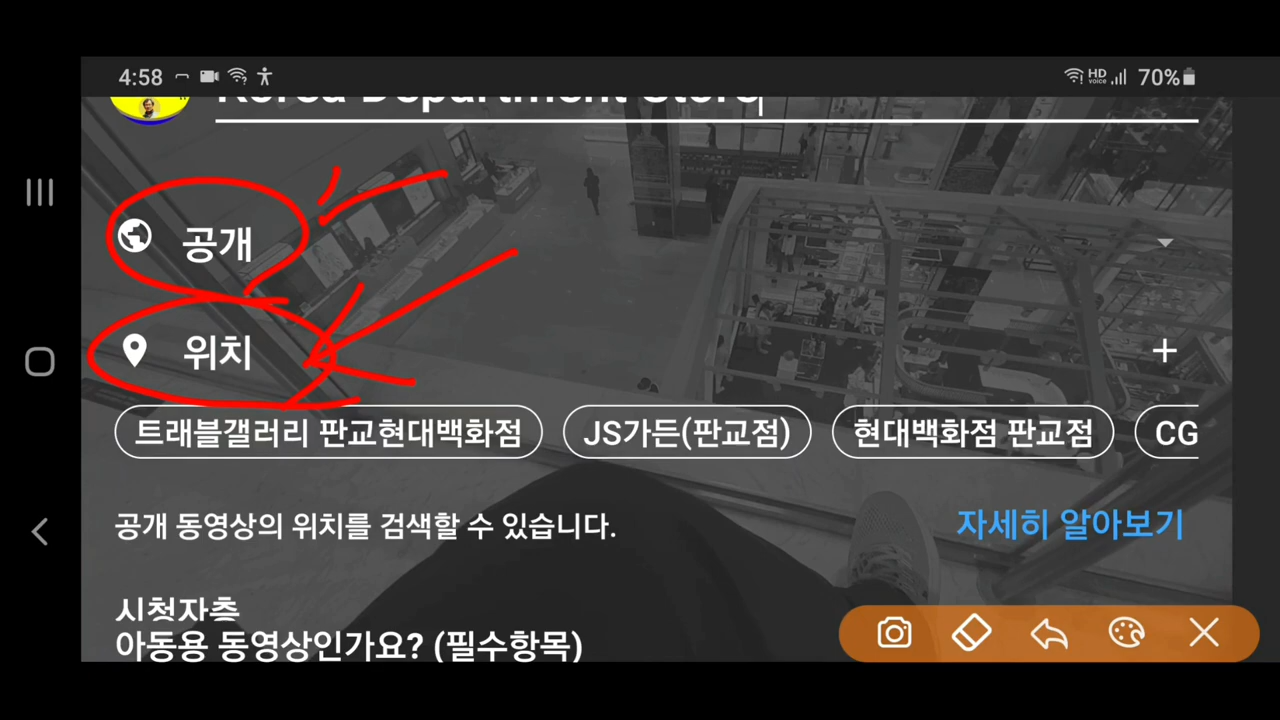 4:58 HD voice 70%
Korea Department Store
공개
위치
트래블갤러리 판교현대백화점 JS가든(판교점) 현대백화점 판교점 CG
공개 동영상의 위치를 검색할 수 있습니다. 자세히 알아보기
시청자층
아동용 동영상인가요? (필수항목)